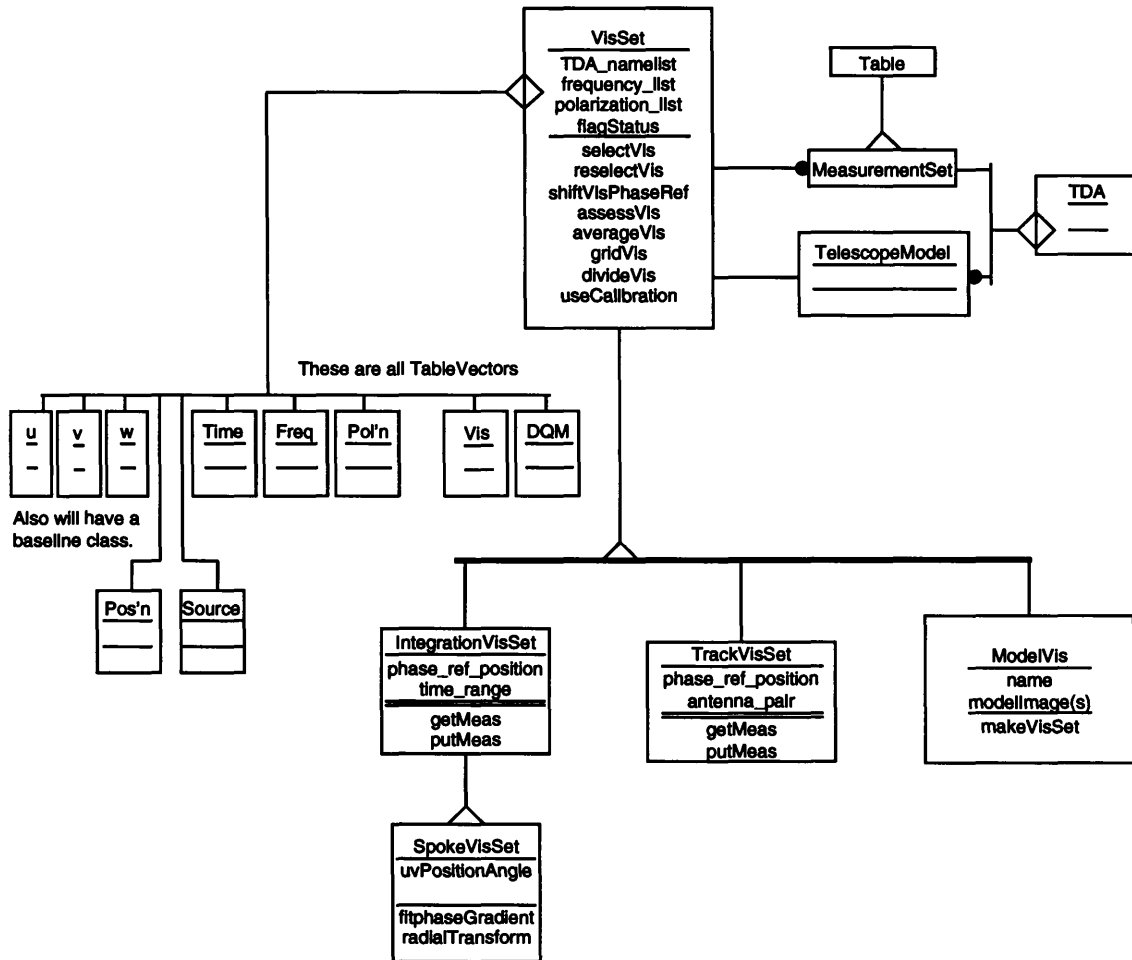 VisSet
TDA_namelist
frequency_list
polarization_list
flagStatus
selectVis
reselectVis
shiftVisPhaseRef
assessVis
averageVis
gridVis
divideVis
useCalibration
Table
MeasurementSet
TDA
TelescopeModel
These are all TableVectors
u
v
w
Time
Freq
Pol'n
Vis
DQM
Also will have a
baseline class.
Pos'n
Source
IntegrationVisSet
phase_ref_position
time_range
getMeas
putMeas
TrackVisSet
phase_ref_position
antenna_pair
getMeas
putMeas
ModelVis
name
modelImage(s)
makeVisSet
SpokeVisSet
uvPositionAngle
fitphaseGradient
radialTransform